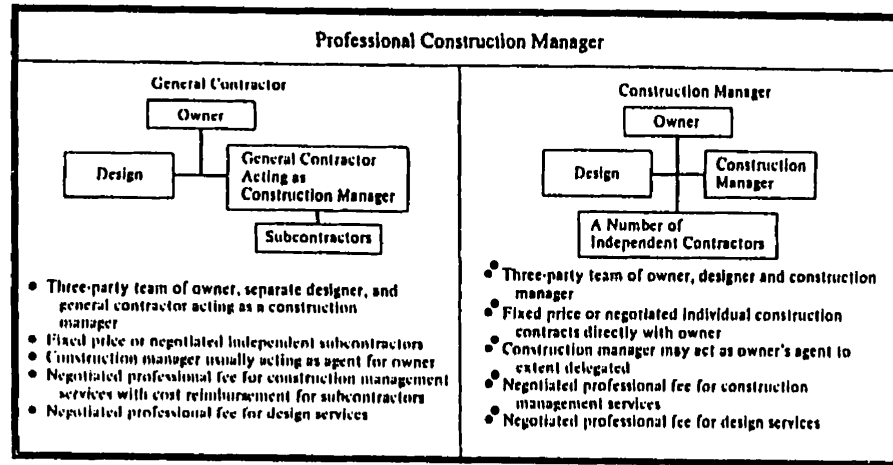 Professional Construction Manager
General Contractor
Owner
Design
General Contractor
Acting as
Construction Manager
Subcontractors
• Three-party team of owner, separate designer, and
general contractor acting as a construction
manager
• Fixed price or negotiated independent subcontractors
• Construction manager usually acting as agent for owner
• Negotiated professional fee for construction management
services with cost reimbursement for subcontractors
• Negotiated professional fee for design services
Construction Manager
Owner
Design
Construction
Manager
A Number of
Independent Contractors
• Three-party team of owner, designer and construction
manager
• Fixed price or negotiated individual construction
contracts directly with owner
• Construction manager may act as owner's agent to
extent delegated
• Negotiated professional fee for construction
management services
• Negotiated professional fee for design services